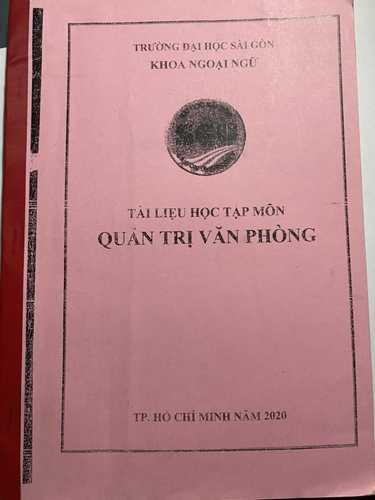 TRƯỜNG ĐẠI HỌC SÀI GÒN
KHOA NGOẠI NGỮ
TÀI LIỆU HỌC TẬP MÔN
QUẢN TRỊ VĂN PHÒNG
TP. HỒ CHÍ MINH NĂM 2020